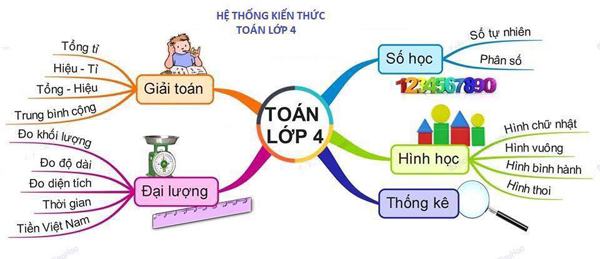 HỆ THỐNG KIẾN THỨC
TOÁN LỚP 4
TOÁN
LỚP 4
Giải toán
Tổng tỉ
Hiệu - Tỉ
Tổng - Hiệu
Trung bình cộng
Đại lượng
Đo khối lượng
Đo độ dài
Đo diện tích
Thời gian
Tiền Việt Nam
Số học
Số tự nhiên
Phân số
1234567890
Hình học
Hình chữ nhật
Hình vuông
Hình bình hành
Hình thoi
Thống kê